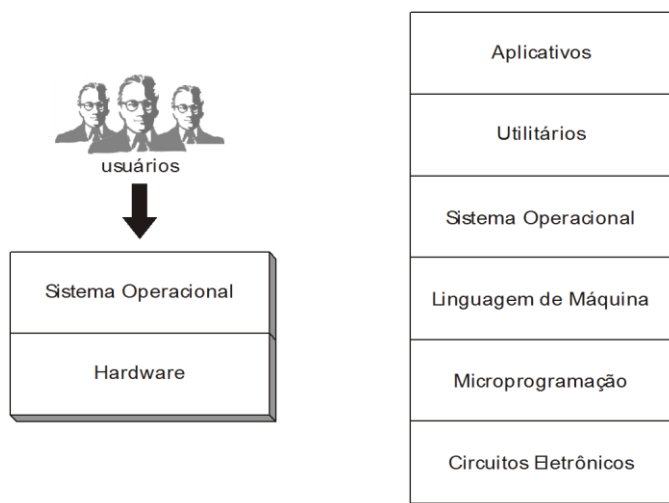 usuários
Sistema Operacional
Hardware
Aplicativos
Utilitários
Sistema Operacional
Linguagem de Máquina
Microprogramação
Circuitos Eletrônicos